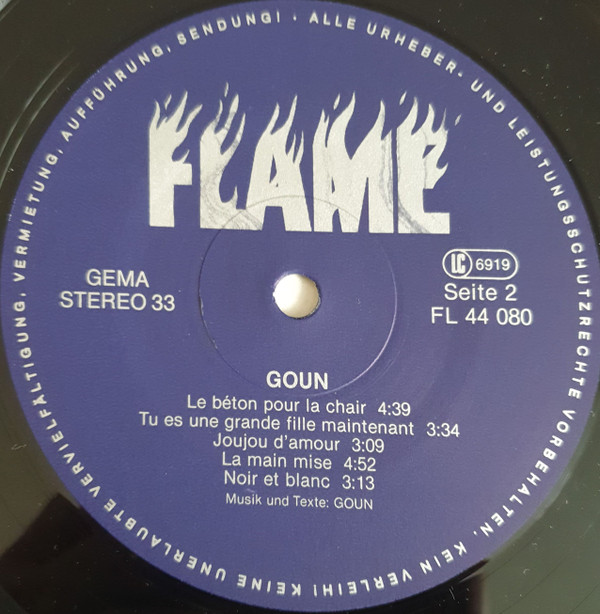 ALLE URHEBER- UND LEISTUNGSSCHUTZRECHTE VORBEHALTEN. KEIN VERLEIH! KEINE UNERLAUBTE VERVIELFÄLTIGUNG, VERMIETUNG, AUFFÜHRUNG, SENDUNG! ·
FLAME
GEMA
STEREO 33
LC 6919
Seite 2
FL 44 080
GOUN
Le béton pour la chair 4:39
Tu es une grande fille maintenant 3:34
Joujou d'amour 3:09
La main mise 4:52
Noir et blanc 3:13
Musik und Texte: GOUN